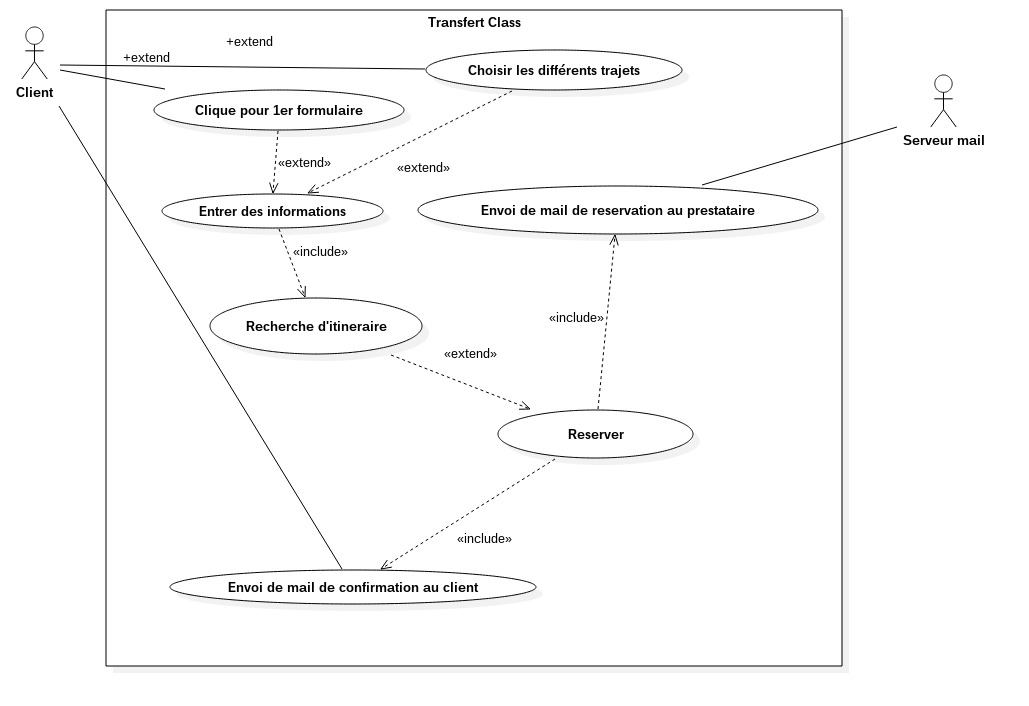 Transfert Class
+extend
+extend
Choisir les différents trajets
Client
Clique pour 1er formulaire
Serveur mail
«extend»
«extend»
Entrer des informations
Envoi de mail de reservation au prestataire
«include»
«include»
Recherche d'itineraire
«extend»
Reserver
«include»
Envoi de mail de confirmation au client